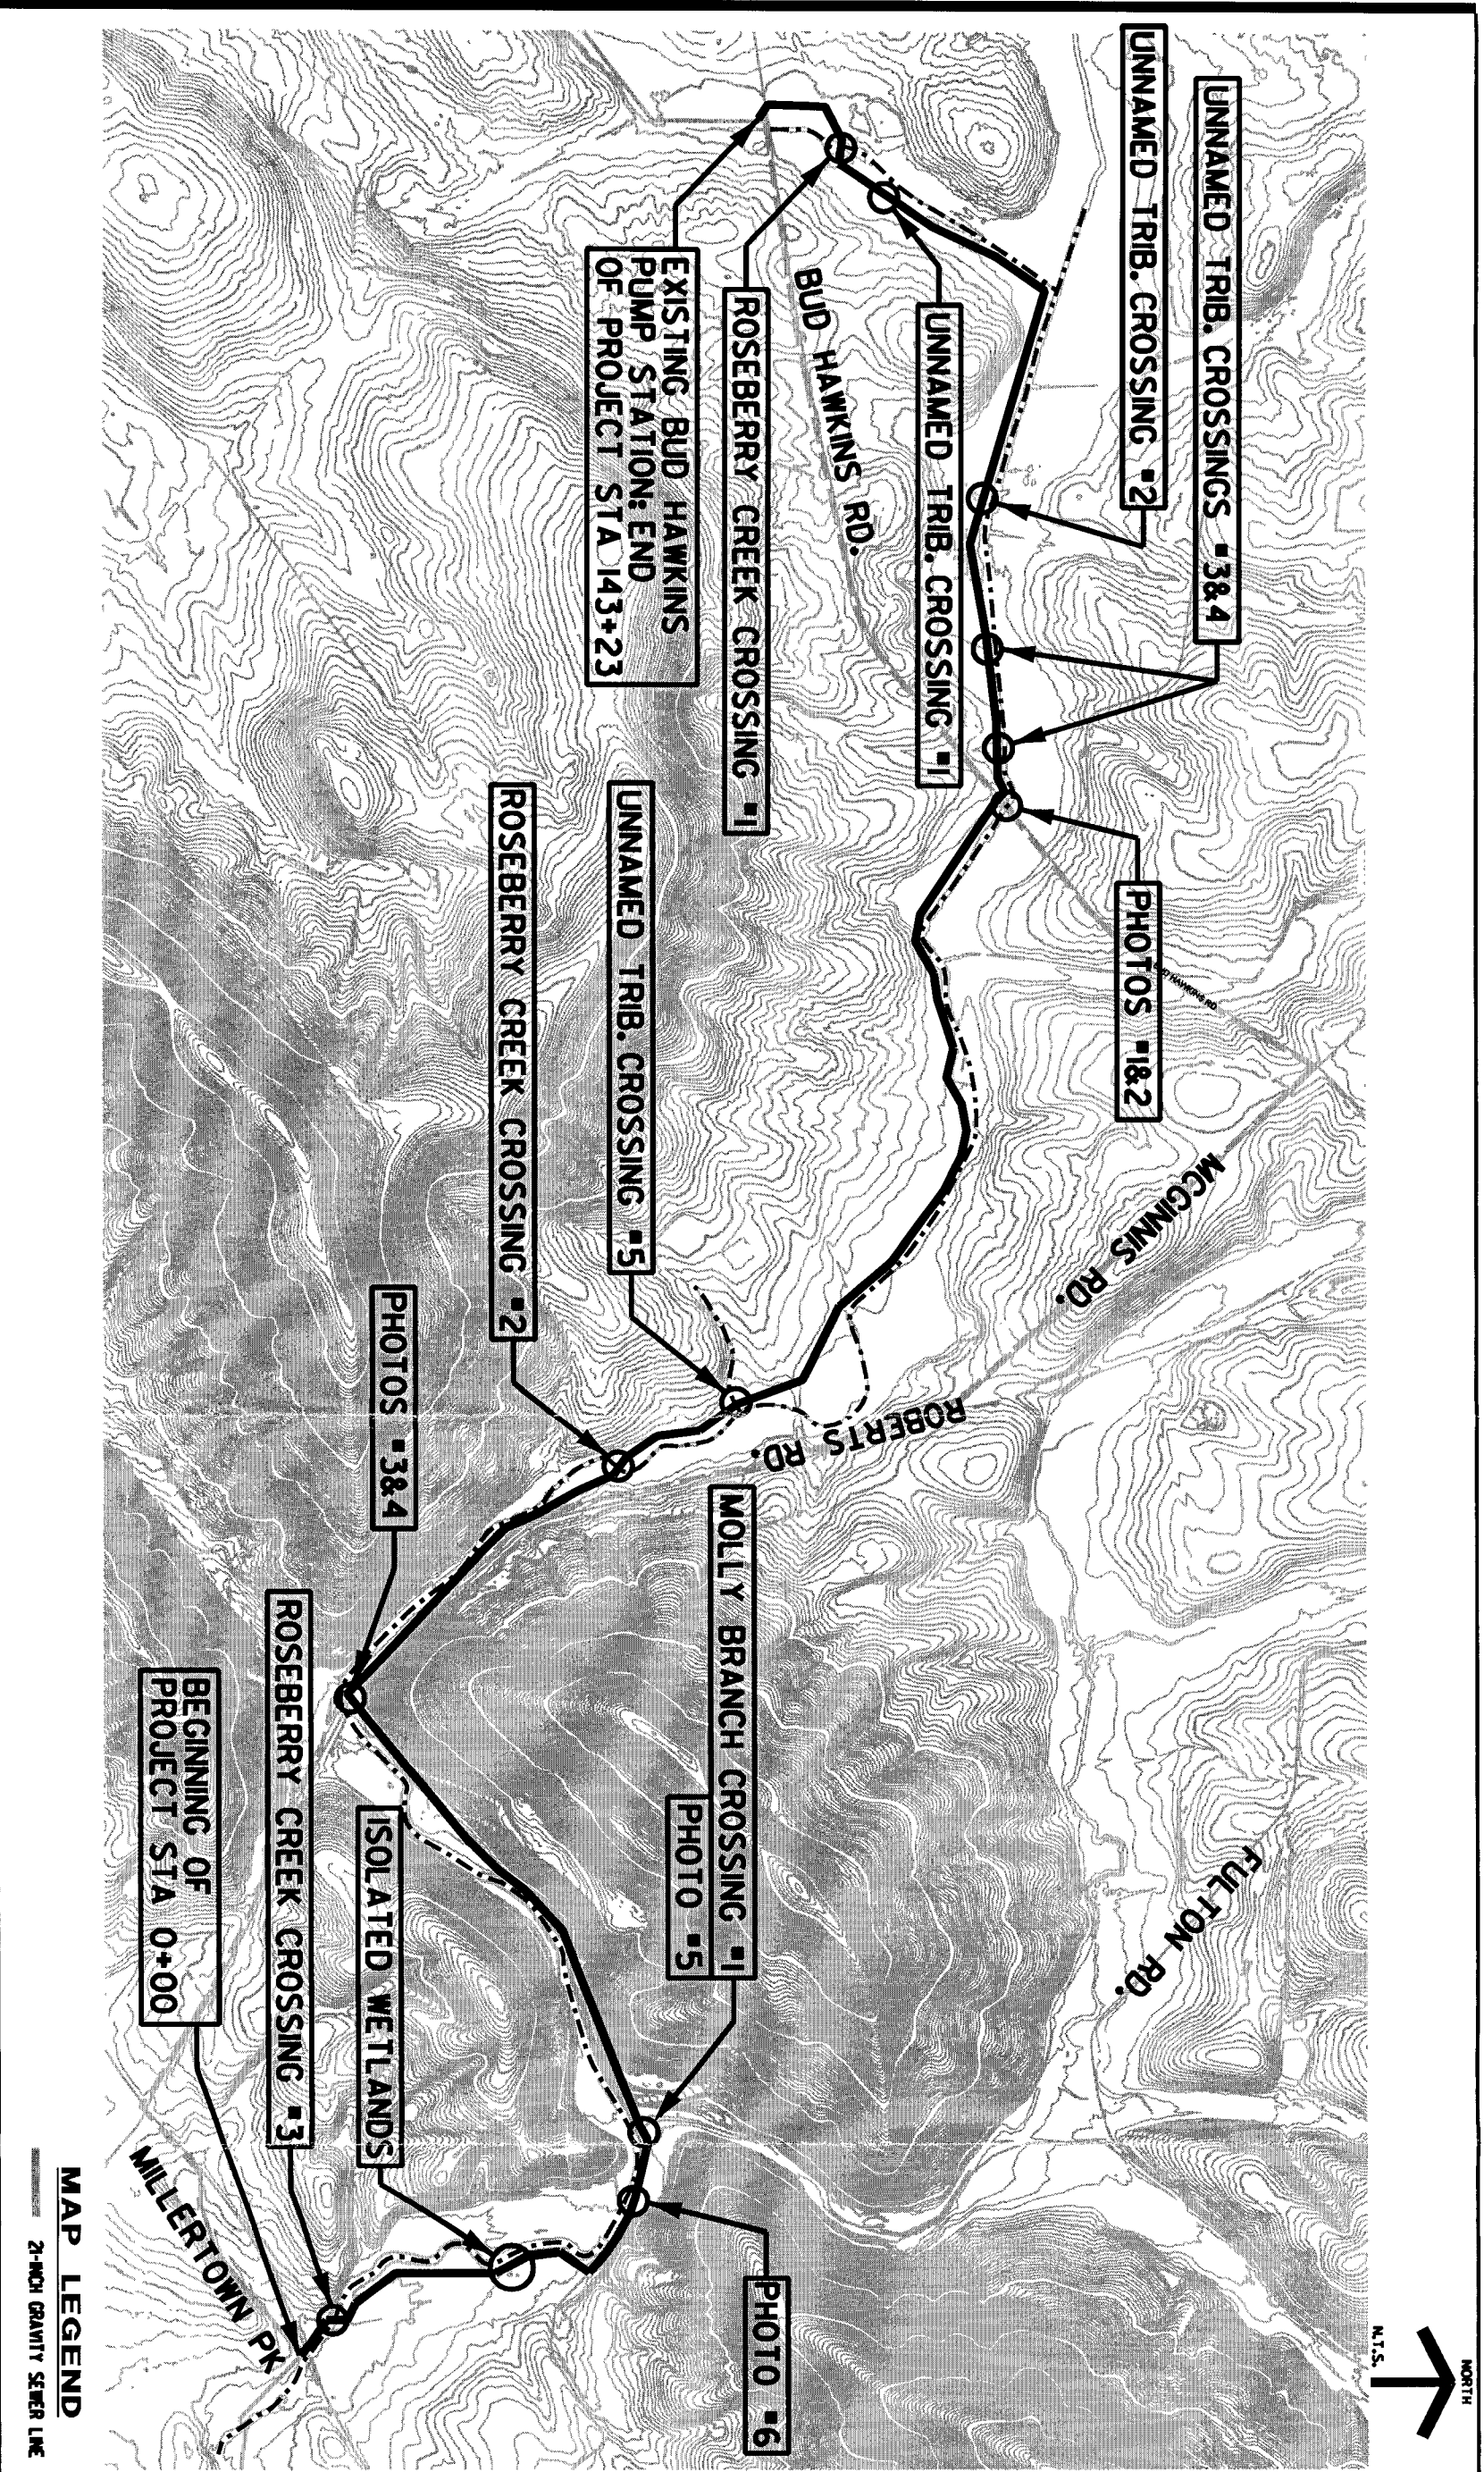 UNNAMED TRIB. CROSSINGS #3&4
UNNAMED TRIB. CROSSING #2
UNNAMED TRIB. CROSSING #1
BUD HAWKINS RD.
ROSEBERRY CREEK CROSSING #1
EXISTING BUD HAWKINS
PUMP STATION; END
OF PROJECT STA 143+23
PHOTOS #1&2
BUD HAWKINS RD
MCGINNIS RD.
UNNAMED TRIB. CROSSING #5
ROSEBERRY CREEK CROSSING #2
ROBERTS RD.
PHOTOS #3&4
MOLLY BRANCH CROSSING #1
PHOTO #5
FULTON RD.
ISOLATED WETLANDS
ROSEBERRY CREEK CROSSING #3
BEGINNING OF
PROJECT STA 0+00
MILLERTOWN PK
PHOTO #6
NORTH
N.T.S.
MAP LEGEND
21-INCH GRAVITY SEWER LINE